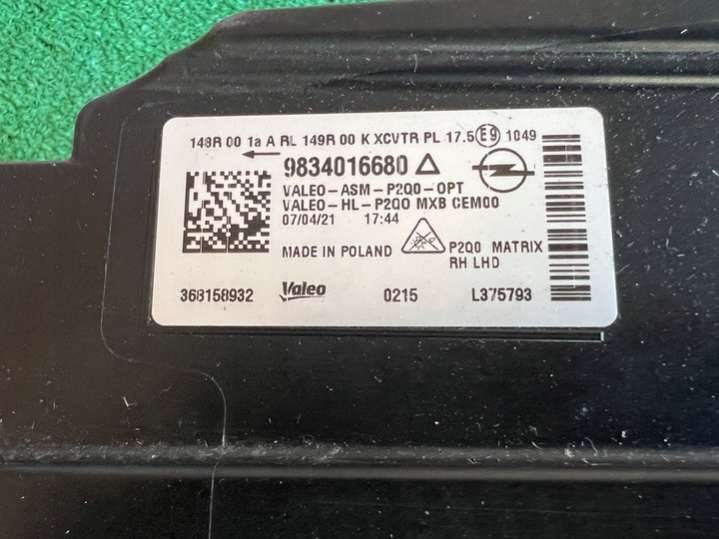 148R 00 1a A RL 149R 00 K XCVTR PL 17.5 E9 1049
9834016680
VALEO-ASM-P2Q0-OPT
VALEO-HL-P2Q0 MXB CEM00
07/04/21 17:44
MADE IN POLAND
P2Q0 MATRIX
RH LHD
368158932 Valeo 0215 L375793